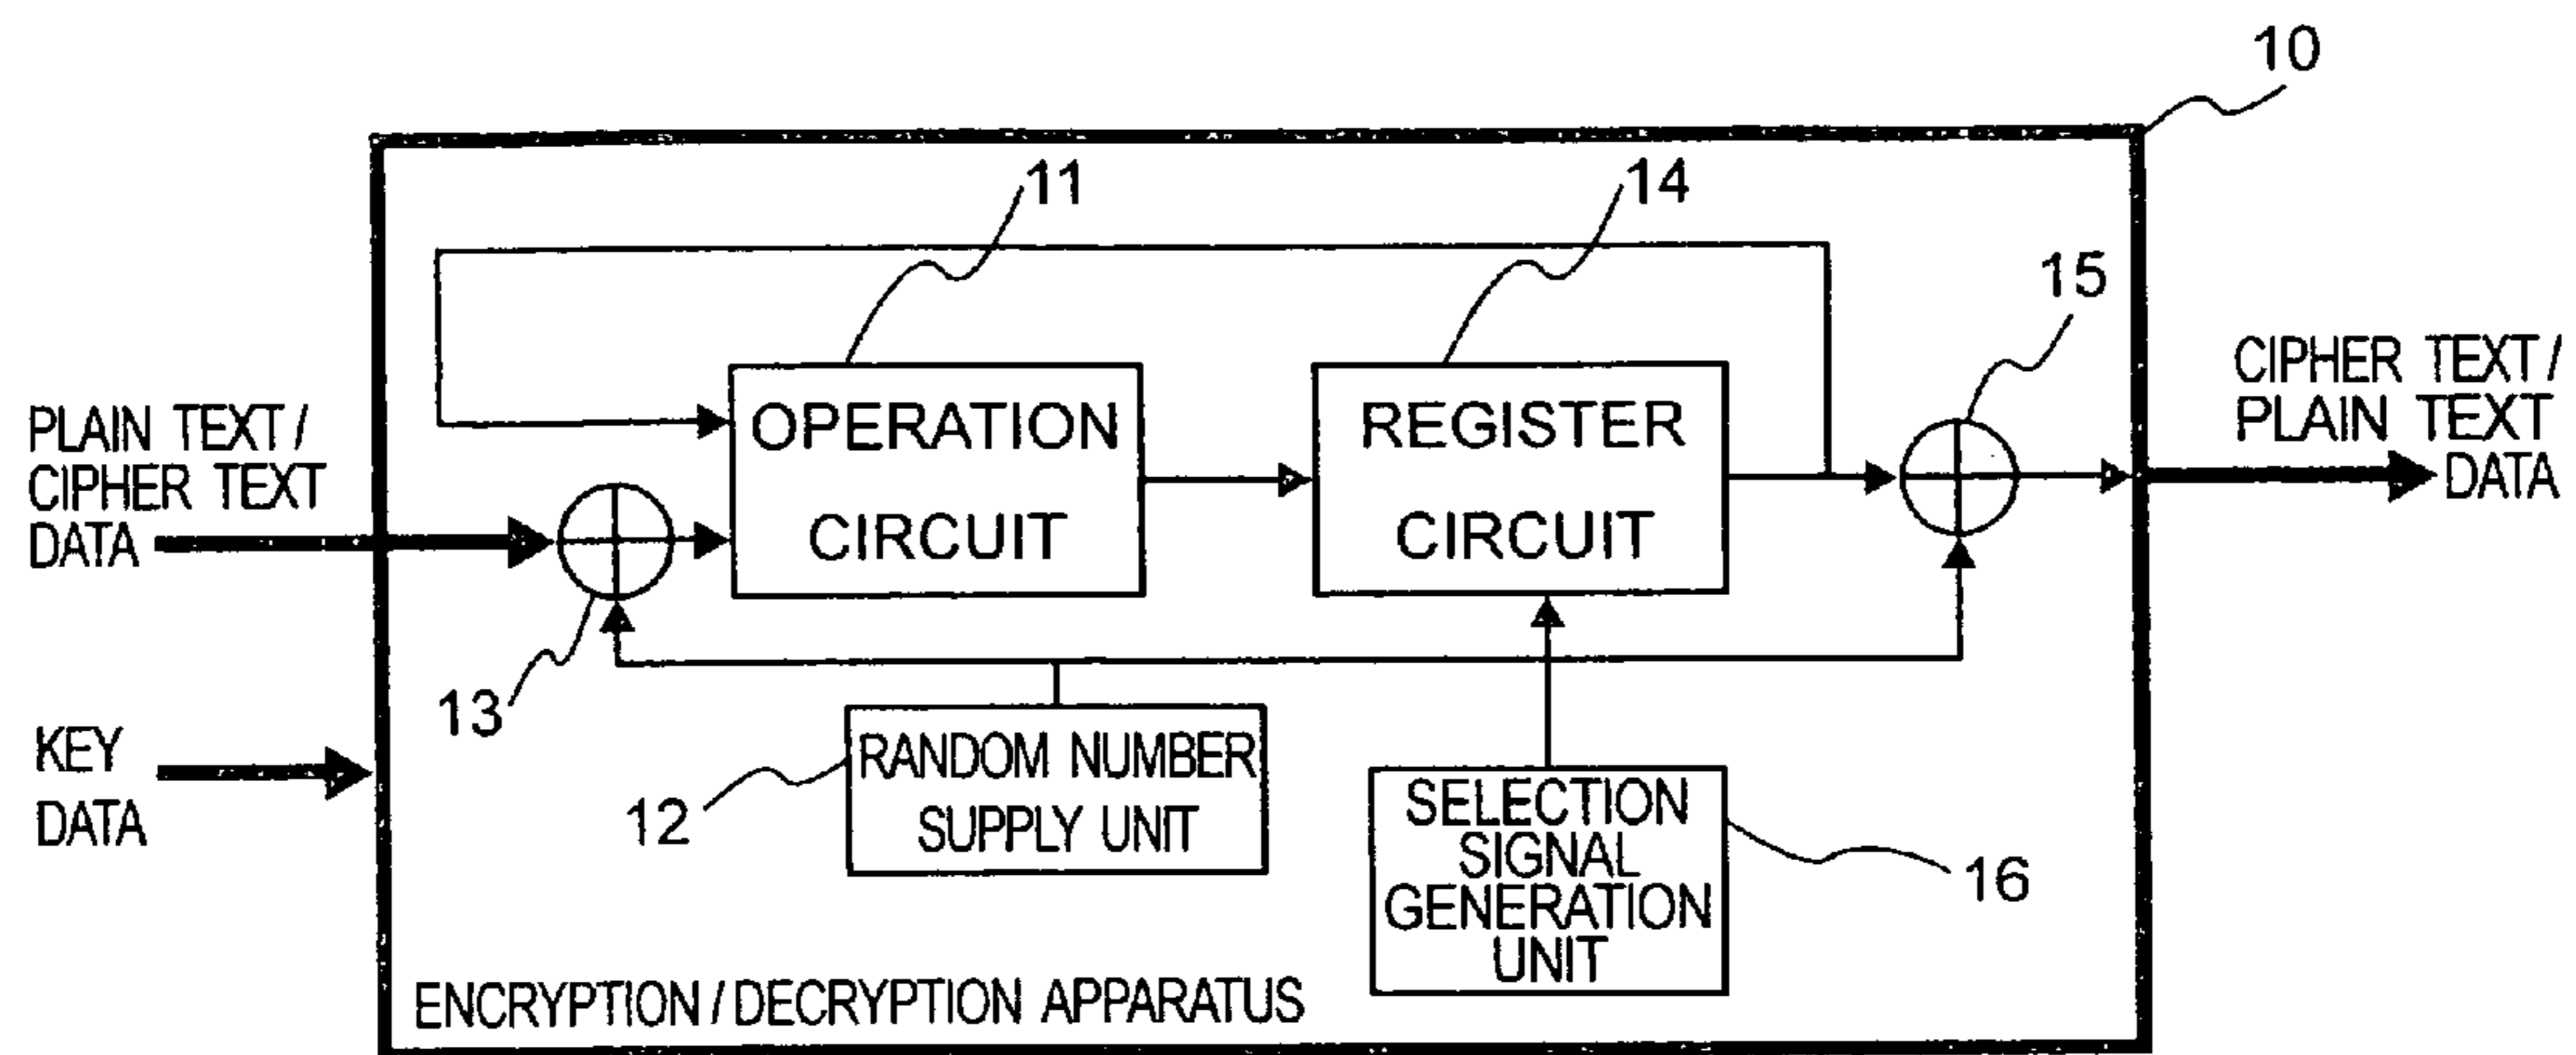 10
11
14
15
PLAIN TEXT /
CIPHER TEXT
DATA
OPERATION
CIRCUIT
REGISTER
CIRCUIT
CIPHER TEXT /
PLAIN TEXT
DATA
13
KEY
DATA
12
RANDOM NUMBER
SUPPLY UNIT
SELECTION
SIGNAL
GENERATION
UNIT
16
ENCRYPTION / DECRYPTION APPARATUS